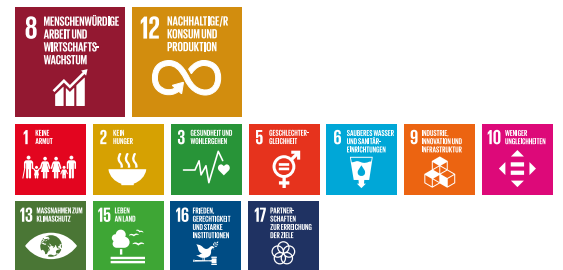 8 MENSCHENWÜRDIGE
ARBEIT UND
WIRTSCHAFTS-
WACHSTUM
12 NACHHALTIGE/R
KONSUM UND
PRODUKTION
1 KEINE
ARMUT
2 KEIN
HUNGER
3 GESUNDHEIT UND
WOHLERGEHEN
5 GESCHLECHTER-
GLEICHHEIT
6 SAUBERES WASSER
UND SANITÄR-
EINRICHTUNGEN
9 INDUSTRIE,
INNOVATION UND
INFRASTRUKTUR
10 WENIGER
UNGLEICHHEITEN
13 MASSNAHMEN ZUM
KLIMASCHUTZ
15 LEBEN
AN LAND
16 FRIEDEN,
GERECHTIGKEIT
UND STARKE
INSTITUTIONEN
17 PARTNER-
SCHAFTEN
ZUR ERREICHUNG
DER ZIELE